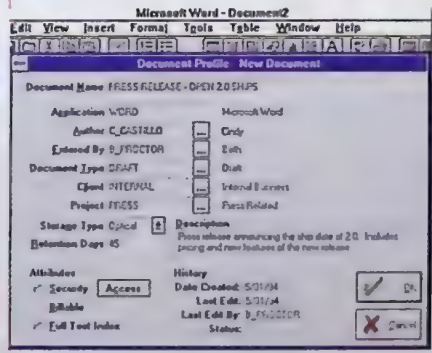 Microsoft Word - Document2
Edit View Insert Format Tools Table Window Help
Document Profile - New Document
Document Name PRESS RELEASE - OPEN 2.0 SHIPS
Application WORD Microsoft Word
Author C_CASTILLO ... Cindy
Entered By B_PROCTOR ... Beth
Document Type DRAFT ... Draft
Client INTERNAL ... Internal Business
Project PRESS ... Press Related
Storage Type Optical Description
Press release announcing the ship date of 2.0. Includes
Retention Days 45 pricing and new features of the new release
Attributes History
Security Access Date Created: 5/31/94
Billable Last Edit: 5/31/94
Full Text Index Last Edit By: B_PROCTOR
Status:
OK
Cancel